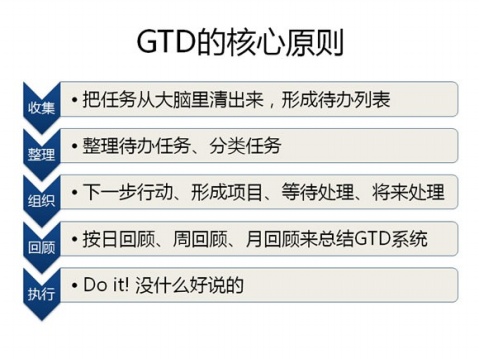 GTD的核心原则
收集
• 把任务从大脑里清出来，形成待办列表
整理
• 整理待办任务、分类任务
组织
• 下一步行动、形成项目、等待处理、将来处理
回顾
• 按日回顾、周回顾、月回顾来总结GTD系统
执行
• Do it! 没什么好说的